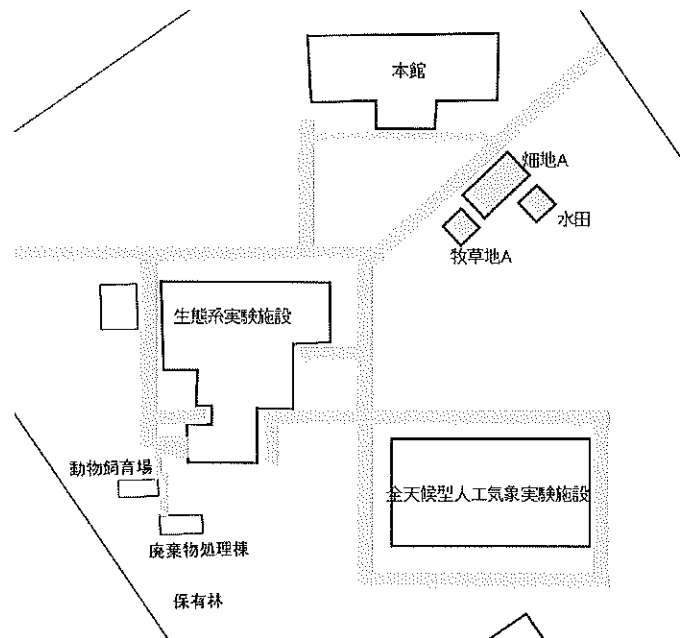 本館
畑地A
水田
牧草地A
生態系実験施設
動物飼育場
全天候型人工気象実験施設
廃棄物処理棟
保有林